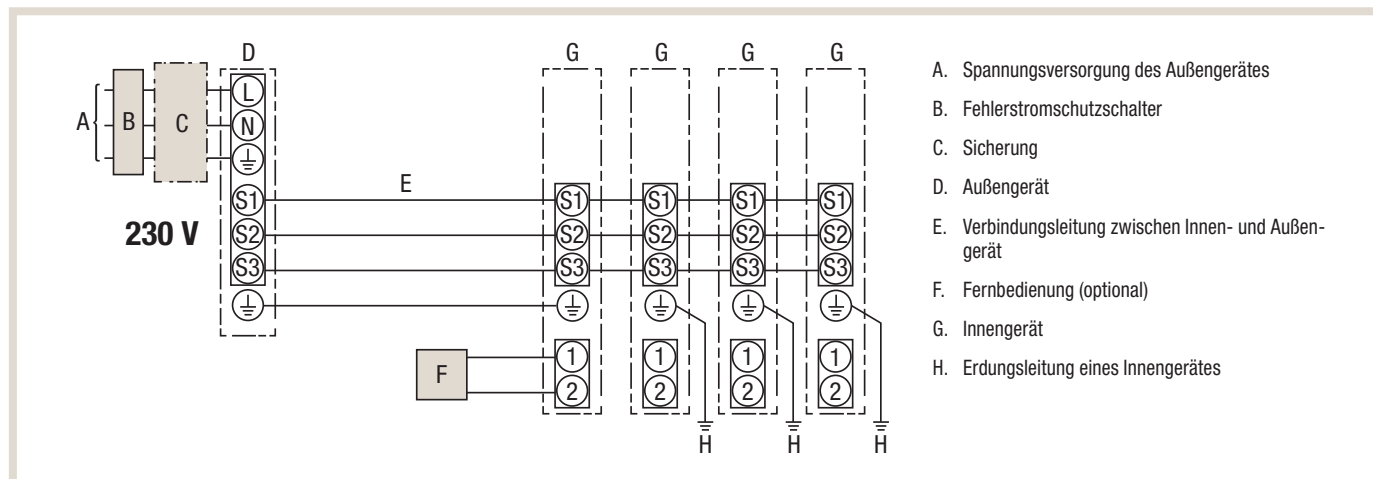 D G G G G
L
A B C N
S1 E S1 S1 S1 S1
230 V S2 S2 S2 S2 S2
S3 S3 S3 S3 S3
F 1 1 1 1
2 2 2 2
H H H
A. Spannungsversorgung des Außengerätes
B. Fehlerstromschutzschalter
C. Sicherung
D. Außengerät
E. Verbindungsleitung zwischen Innen- und Außen-
gerät
F. Fernbedienung (optional)
G. Innengerät
H. Erdungsleitung eines Innengerätes